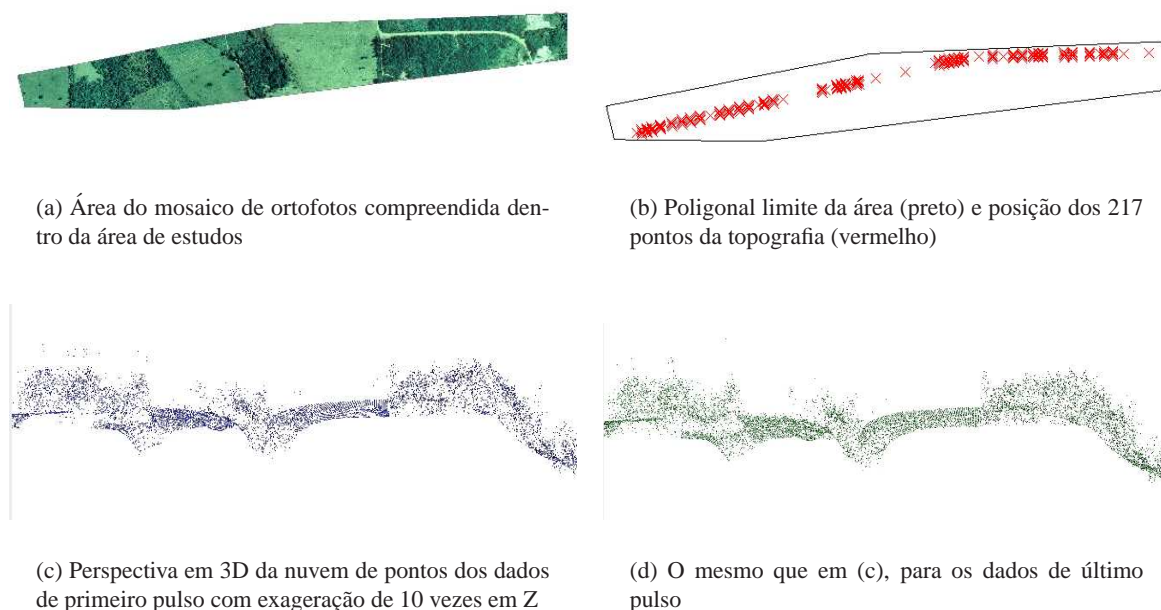 (a) Área do mosaico de ortofotos compreendida den-
tro da área de estudos
(b) Poligonal limite da área (preto) e posição dos 217
pontos da topografia (vermelho)
(c) Perspectiva em 3D da nuvem de pontos dos dados
de primeiro pulso com exageração de 10 vezes em Z
(d) O mesmo que em (c), para os dados de último
pulso